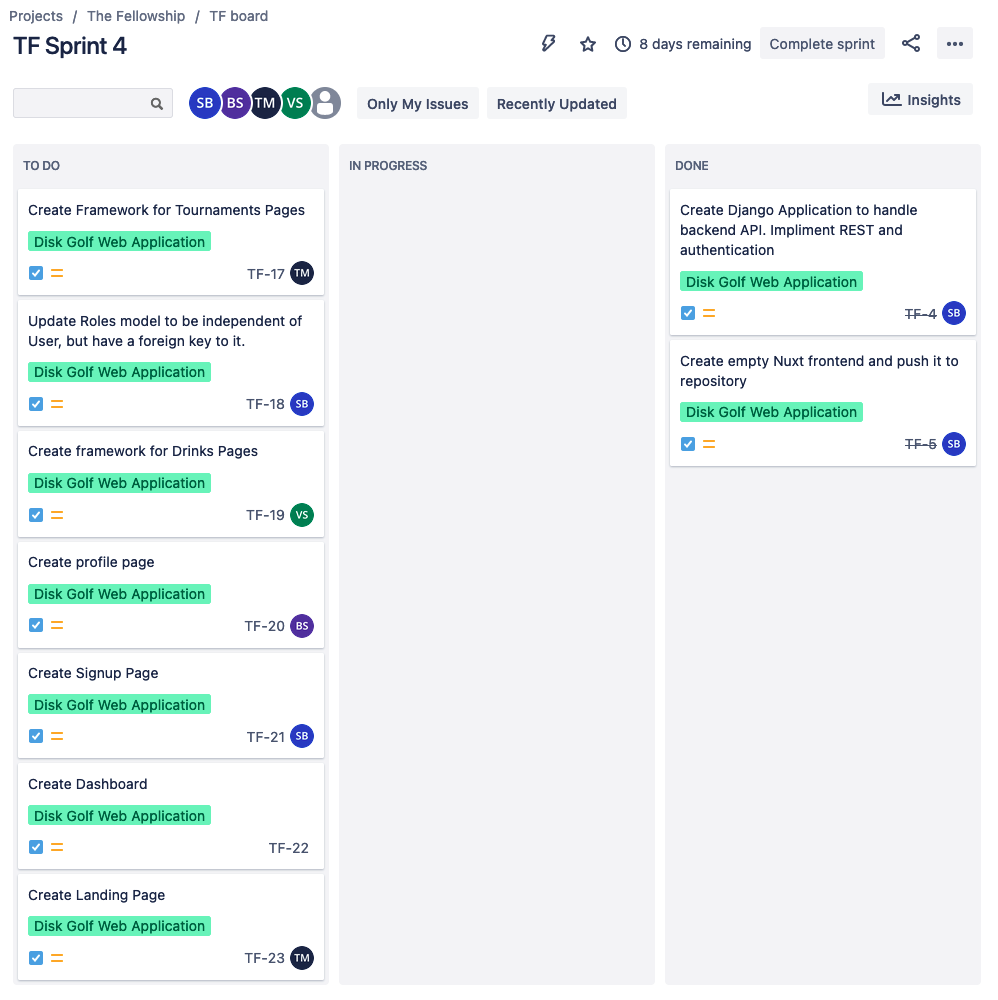 Projects / The Fellowship / TF board
TF Sprint 4
8 days remaining
Complete sprint
SB BS TM VS
Only My Issues
Recently Updated
Insights
TO DO
Create Framework for Tournaments Pages
Disk Golf Web Application
TF-17 TM
Update Roles model to be independent of
User, but have a foreign key to it.
Disk Golf Web Application
TF-18 SB
Create framework for Drinks Pages
Disk Golf Web Application
TF-19 VS
Create profile page
Disk Golf Web Application
TF-20 BS
Create Signup Page
Disk Golf Web Application
TF-21 SB
Create Dashboard
Disk Golf Web Application
TF-22
Create Landing Page
Disk Golf Web Application
TF-23 TM
IN PROGRESS
DONE
Create Django Application to handle
backend API. Impliment REST and
authentication
Disk Golf Web Application
TF-4 SB
Create empty Nuxt frontend and push it to
repository
Disk Golf Web Application
TF-5 SB